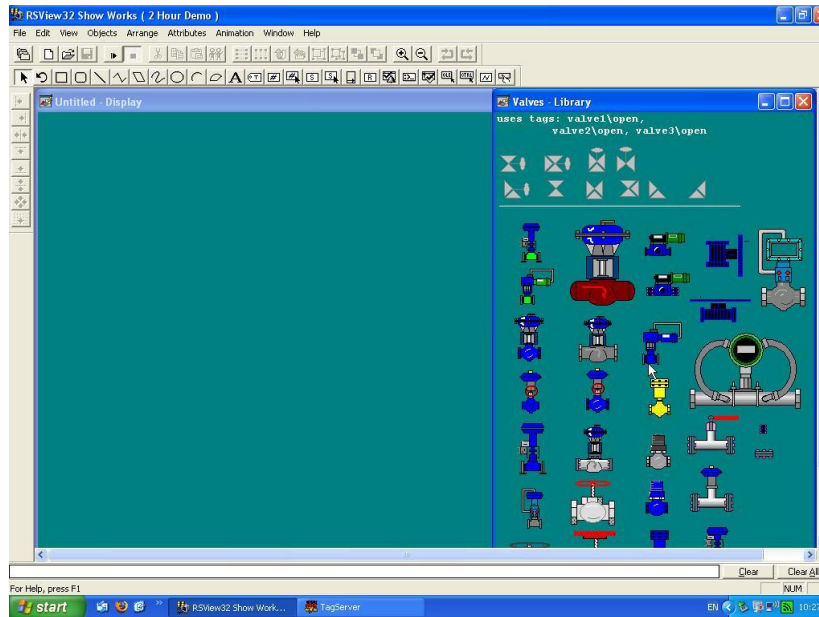 RSView32 Show Works ( 2 Hour Demo )
File Edit View Objects Arrange Attributes Animation Window Help
Untitled - Display
Valves - Library
uses tags: valve1\open,
valve2\open, valve3\open
Clear
Clear All
For Help, press F1
NUM
start
RSView32 Show Work...
TagServer
EN
10:27